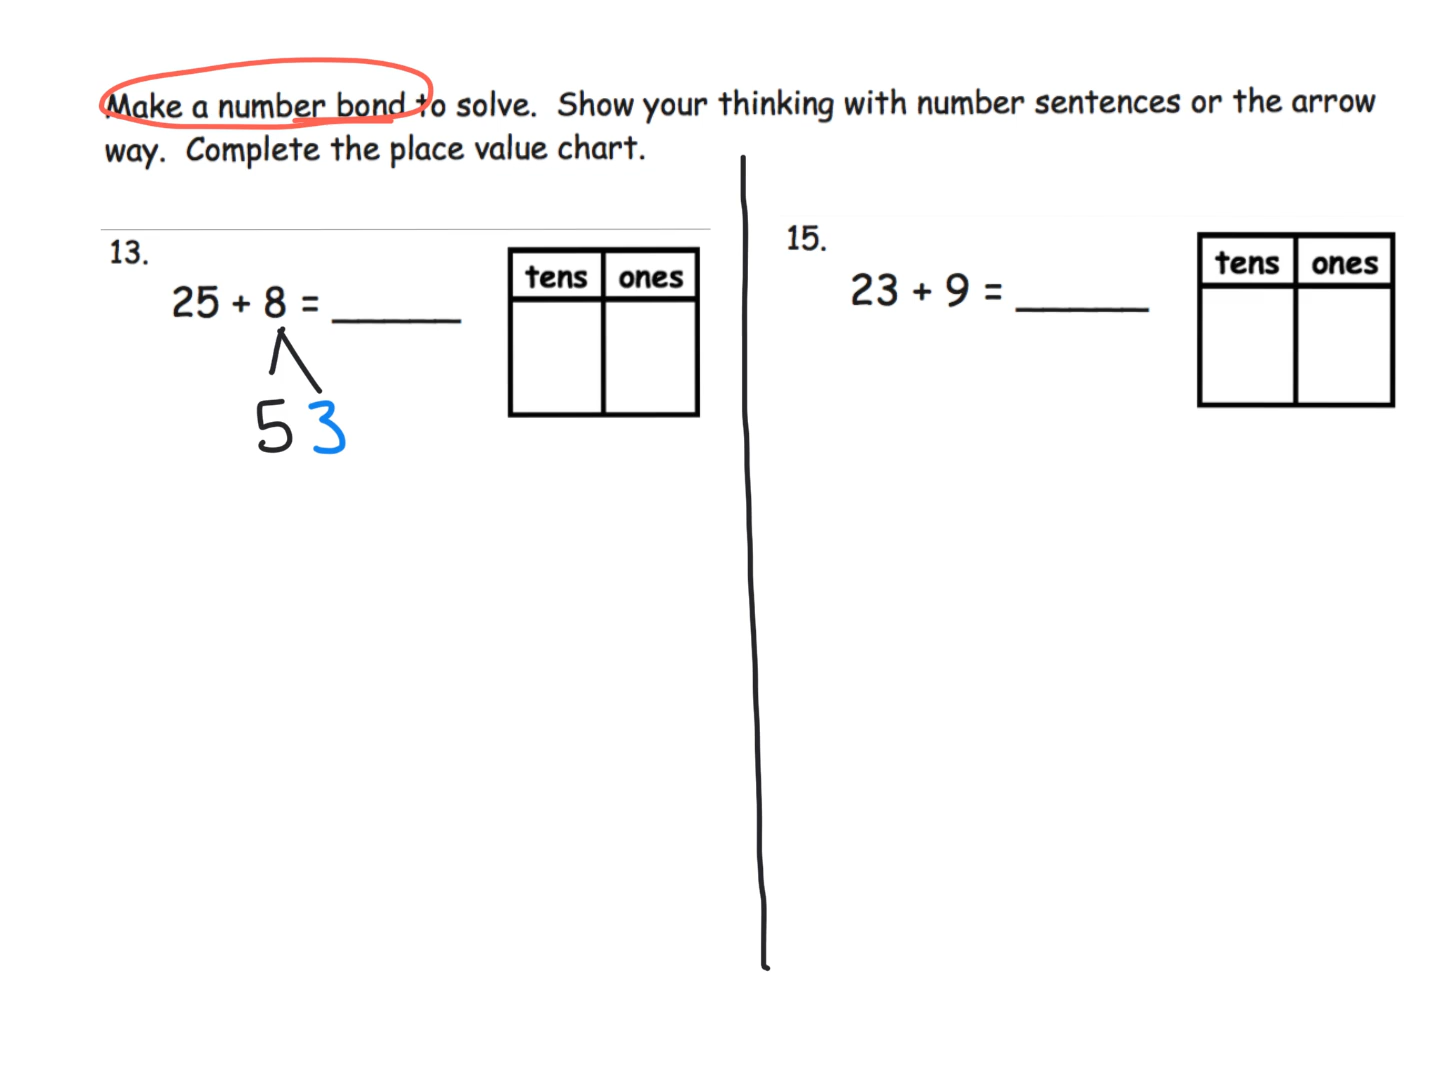 Make a number bond to solve. Show your thinking with number sentences or the arrow
way. Complete the place value chart.
13.
25 + 8 = ______
tens ones
5 3
15.
23 + 9 = ______
tens ones